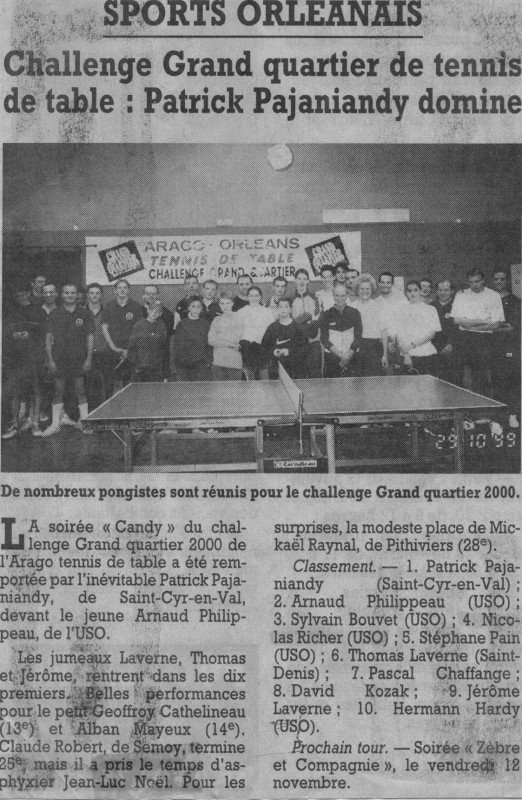 SPORTS ORLEANAIS
Challenge Grand quartier de tennis
de table : Patrick Pajaniandy domine
ARAGO - ORLEANS
TENNIS DE TABLE
CHALLENGE GRAND QUARTIER
Cornilleau
29 10 99
De nombreux pongistes sont réunis pour le challenge Grand quartier 2000.
LA soirée « Candy » du chal-
lenge Grand quartier 2000 de
l'Arago tennis de table a été rem-
portée par l'inévitable Patrick Paja-
niandy, de Saint-Cyr-en-Val,
devant le jeune Arnaud Philip-
peau, de l'USO.
Les jumeaux Laverne, Thomas
et Jérôme, rentrent dans les dix
premiers. Belles performances
pour le petit Geoffroy Cathelineau
(13e) et Alban Mayeux (14e).
Claude Robert, de Semoy, termine
25e, mais il a pris le temps d'as-
phyxier Jean-Luc Noël. Pour les
surprises, la modeste place de Mic-
kaël Raynal, de Pithiviers (28e).
Classement. — 1. Patrick Paja-
niandy (Saint-Cyr-en-Val) ;
2. Arnaud Philippeau (USO) ;
3. Sylvain Bouvet (USO) ; 4. Nico-
las Richer (USO) ; 5. Stéphane Pain
(USO) ; 6. Thomas Laverne (Saint-
Denis) ; 7. Pascal Chaffange ;
8. David Kozak ; 9. Jérôme
Laverne ; 10. Hermann Hardy
(USO).
Prochain tour. — Soirée « Zèbre
et Compagnie », le vendredi 12
novembre.